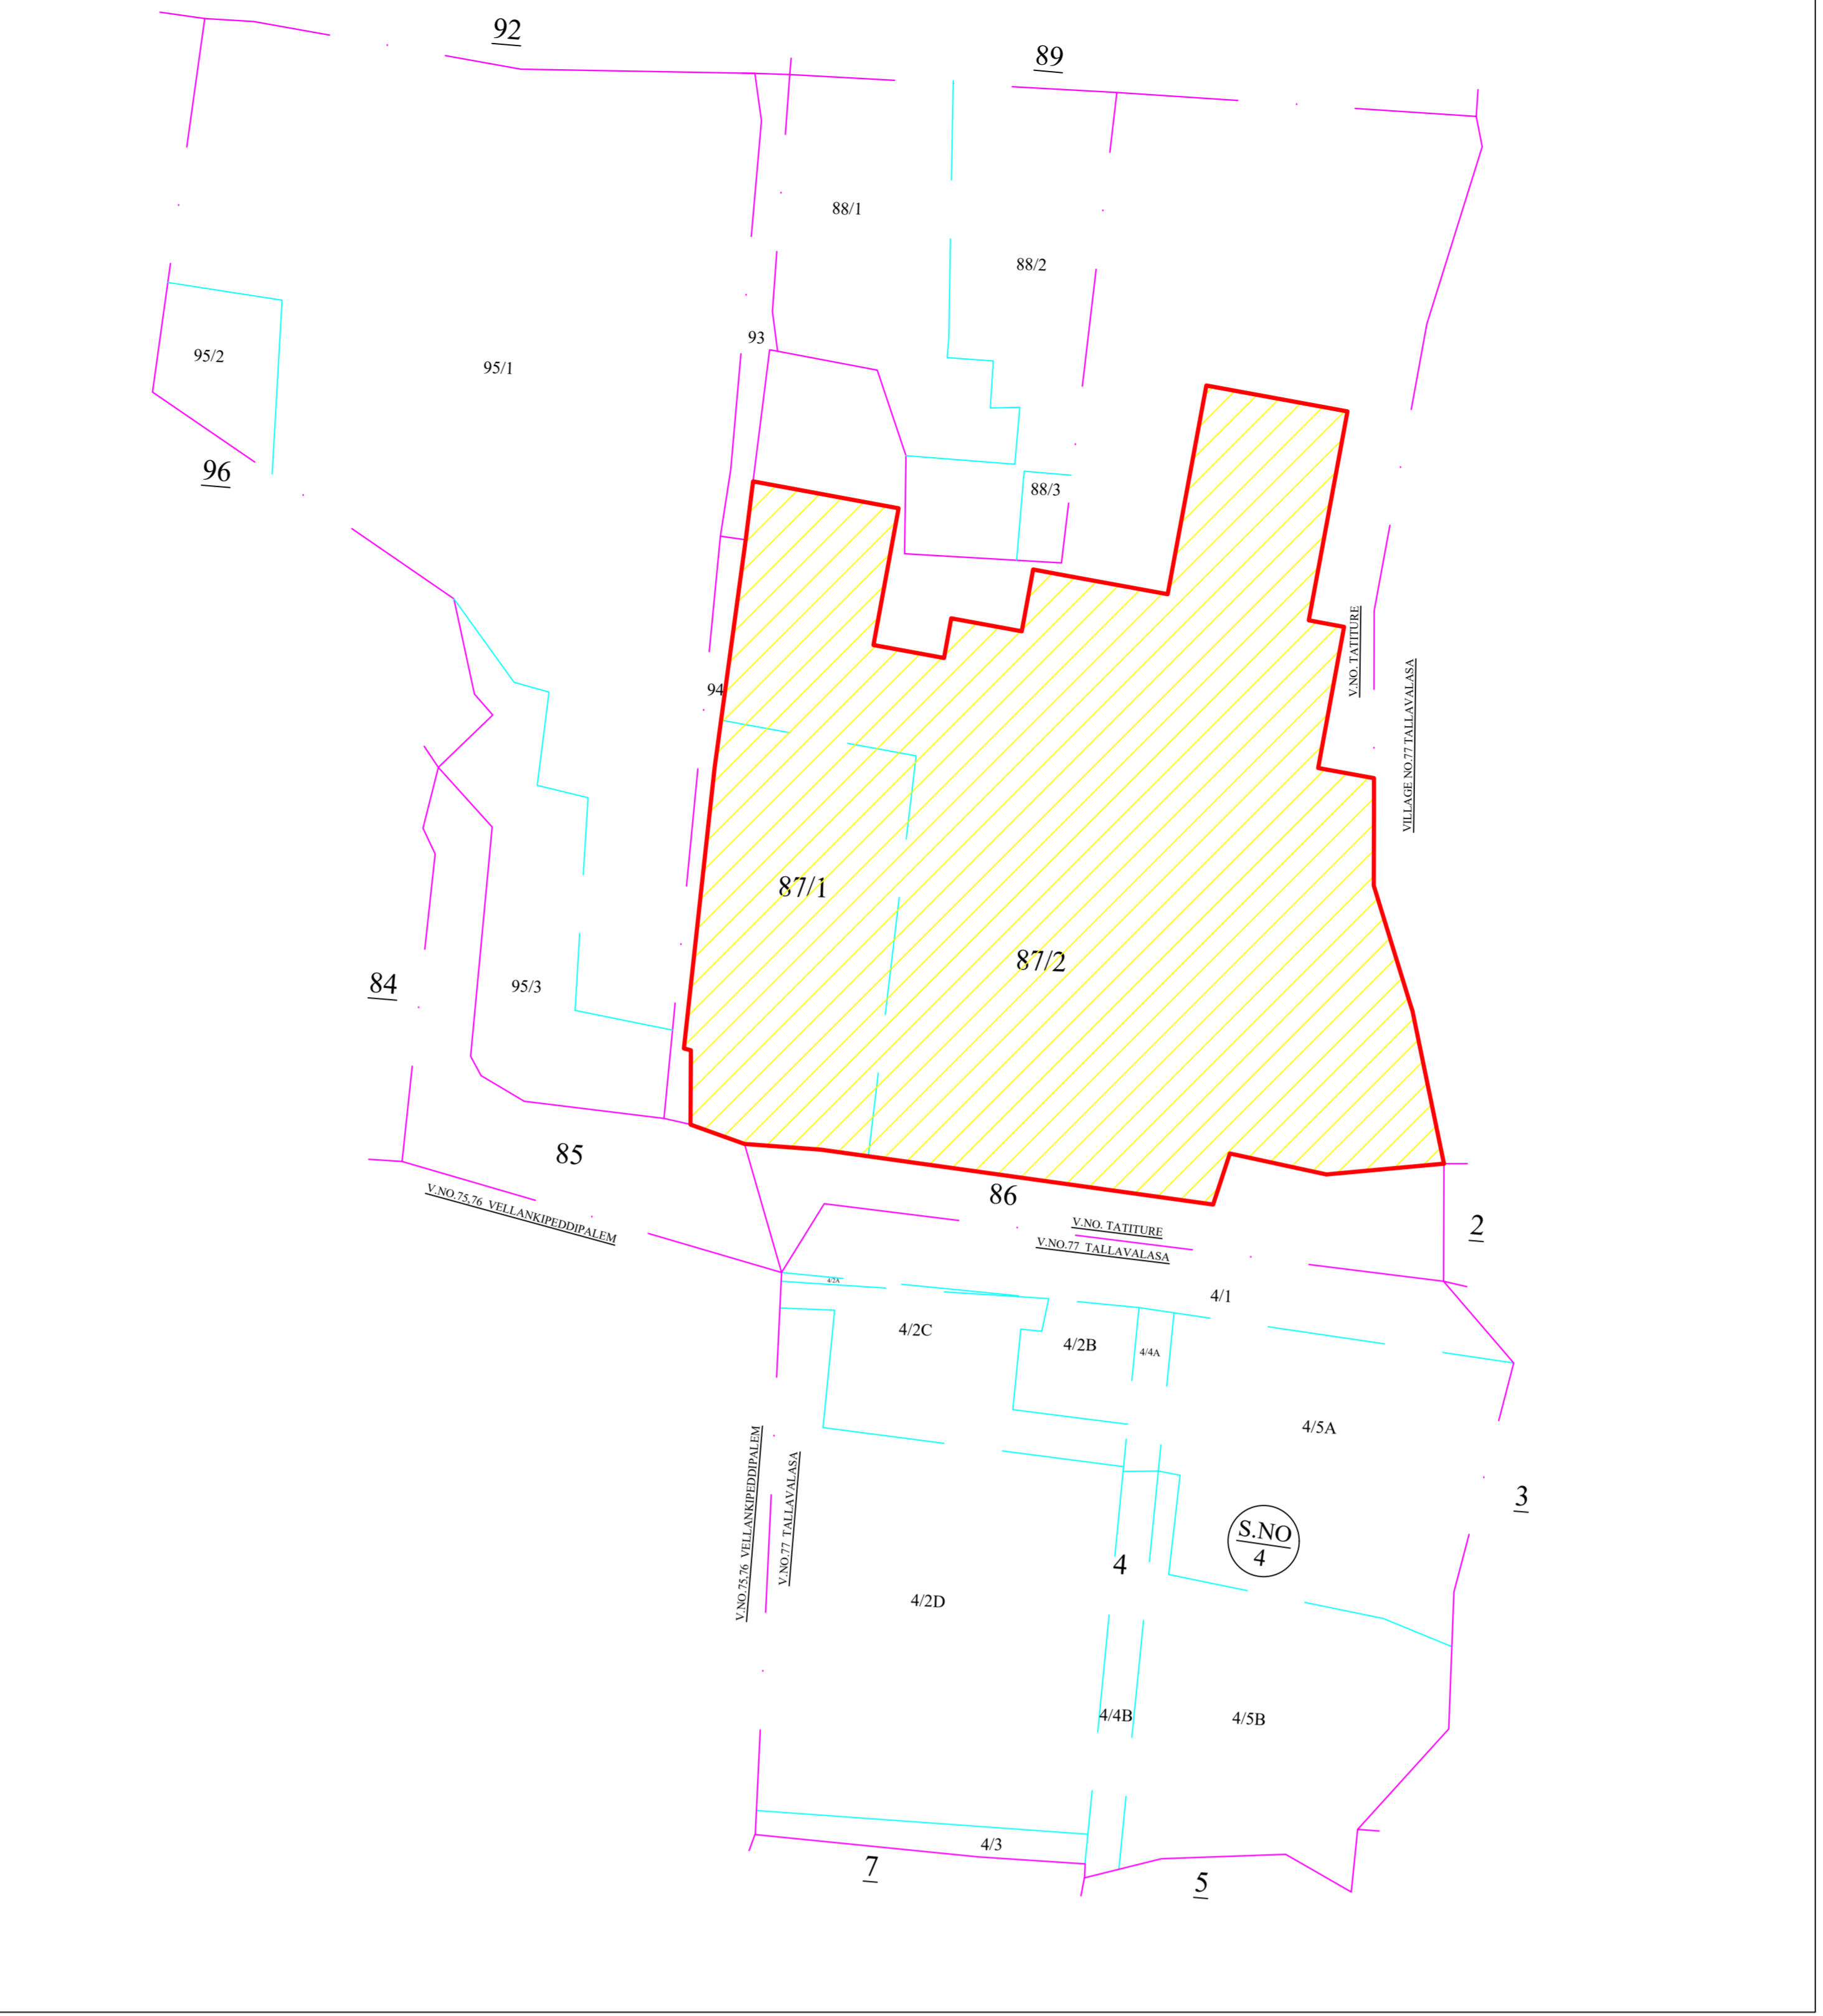 92
89
88/1
88/2
93
95/2
95/1
96
88/3
V.NO. TATITURE
VILLAGE NO.77 TALLAVALASA
94
87/1
87/2
84
95/3
85
86
V.NO.75,76 VELLANKIPEDDIPALEM
V.NO. TATITURE
V.NO.77 TALLAVALASA
2
4/2A
4/1
4/2C
4/2B
4/4A
4/5A
3
V.NO.75,76 VELLANKIPEDDIPALEM
V.NO.77 TALLAVALASA
S.NO
4
4
4/2D
4/4B
4/5B
4/3
7
5